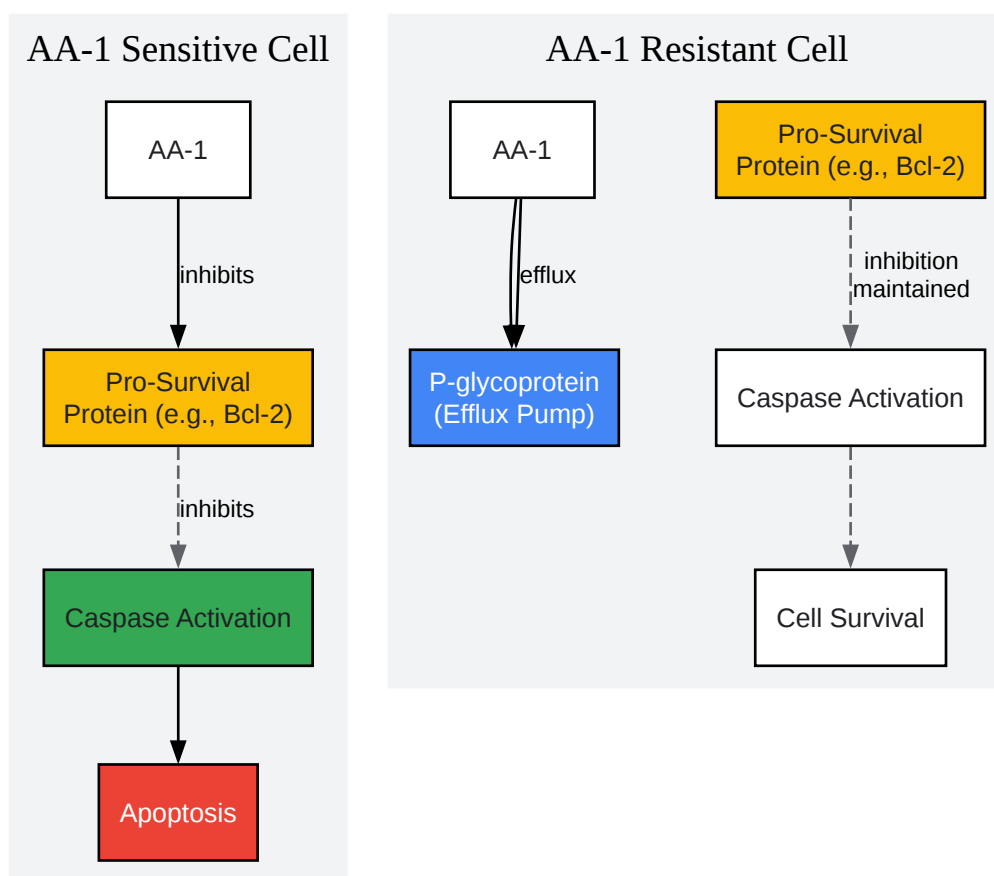 AA-1 Sensitive Cell
AA-1
inhibits
Pro-Survival
Protein (e.g., Bcl-2)
inhibits
Caspase Activation
Apoptosis
AA-1 Resistant Cell
AA-1
efflux
P-glycoprotein
(Efflux Pump)
Pro-Survival
Protein (e.g., Bcl-2)
inhibition
maintained
Caspase Activation
Cell Survival